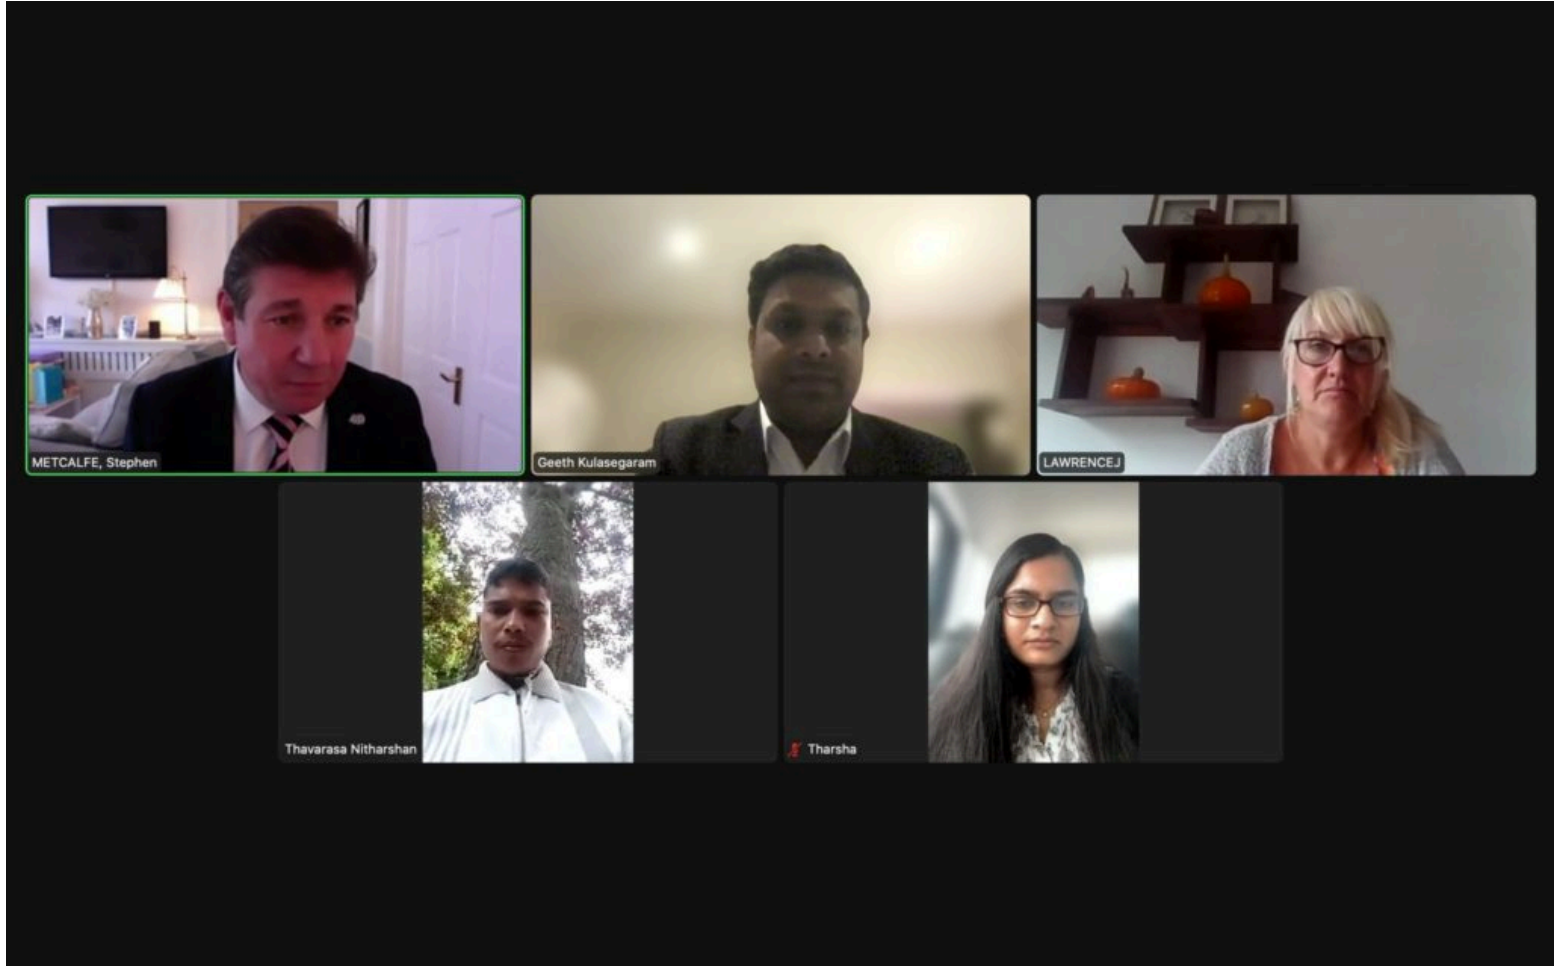 METCALFE, Stephen
Geeth Kulasegaram
LAWRENCEJ
Thavarasa Nitharshan
Tharsha